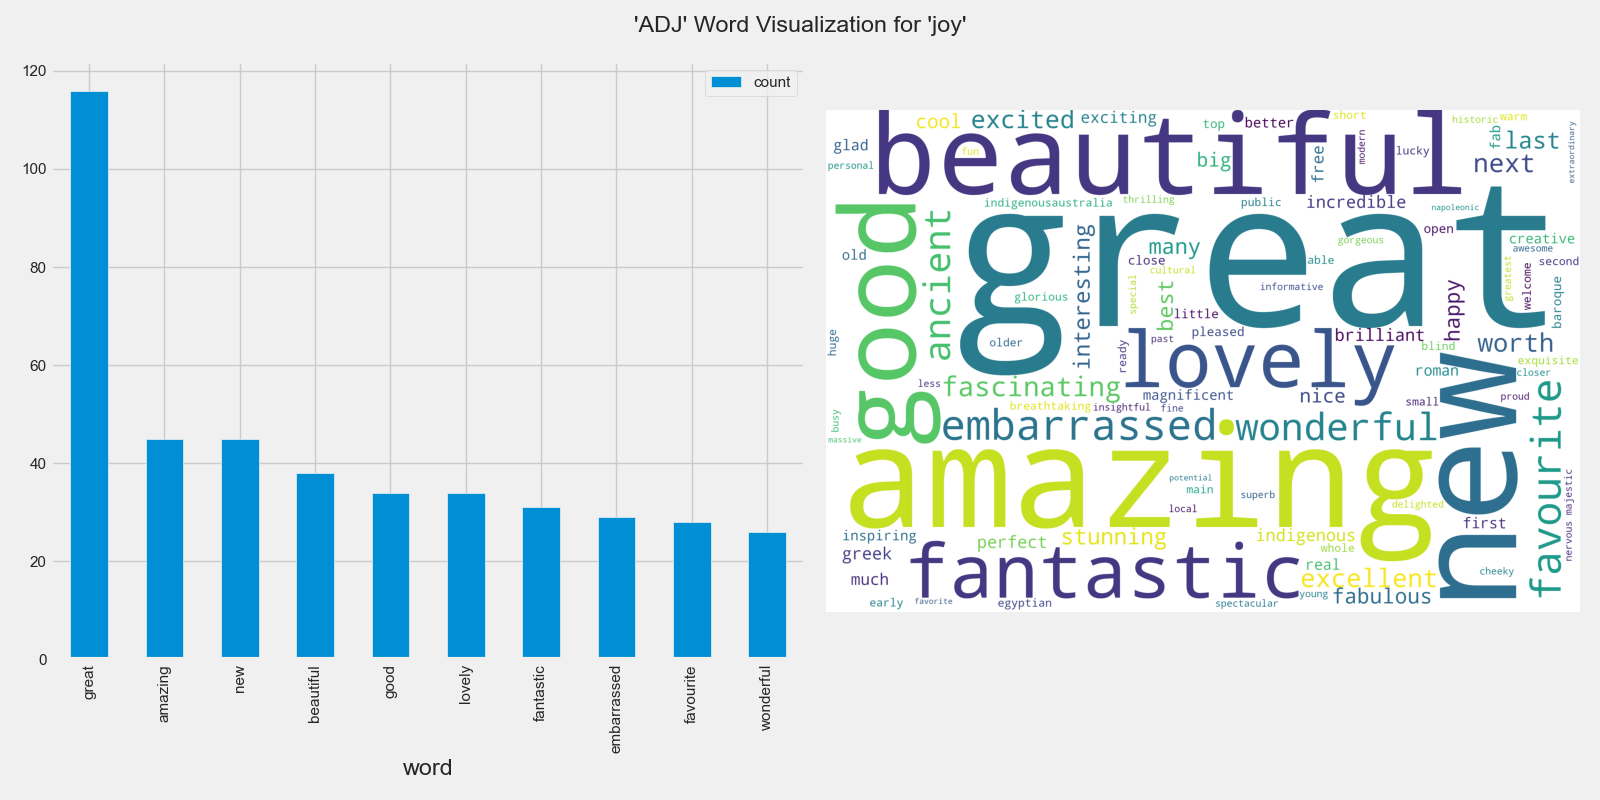 'ADJ' Word Visualization for 'joy'
120
100
80
60
40
20
0
count
great
amazing
new
beautiful
good
lovely
fantastic
embarrassed
favourite
wonderful
word
cool
excited
exciting
top
better
short
historic
warm
beautiful
glad
personal
fun
big
free
modern
lucky
fab
last
next
extraordinary
indigenousaustralia
thrilling
public
incredible
napoleonic
good
ancient
great
old
interesting
many
close
cultural
gorgeous
able
open
creative
awesome
second
glorious
special
best
informative
little
happy
greatest
welcome
baroque
huge
older
ready
past
pleased
lovely
brilliant
blind
worth
exquisite
closer
roman
less
fascinating
magnificent
nice
small
proud
breathtaking
insightful
fine
busy
massive
embarrassed
wonderful
new
favourite
amazing
potential
main
superb
local
delighted
first
nervous
majestic
inspiring
greek
perfect
stunning
indigenous
whole
real
much
fantastic
excellent
cheeky
early
favorite
egyptian
spectacular
young
fabulous